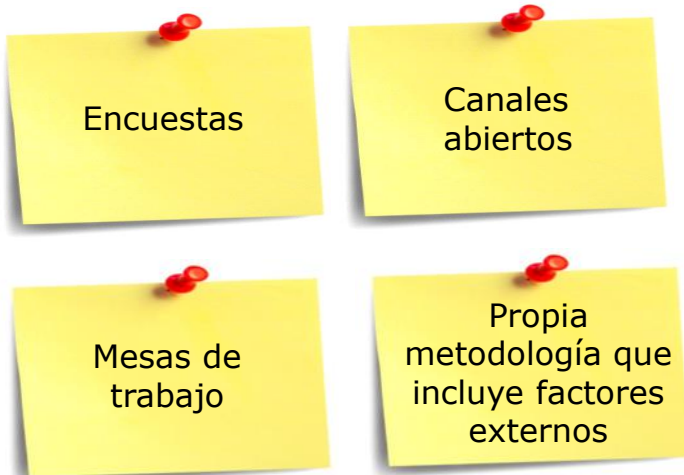 Encuestas
Canales
abiertos
Mesas de
trabajo
Propia
metodología que
incluye factores
externos